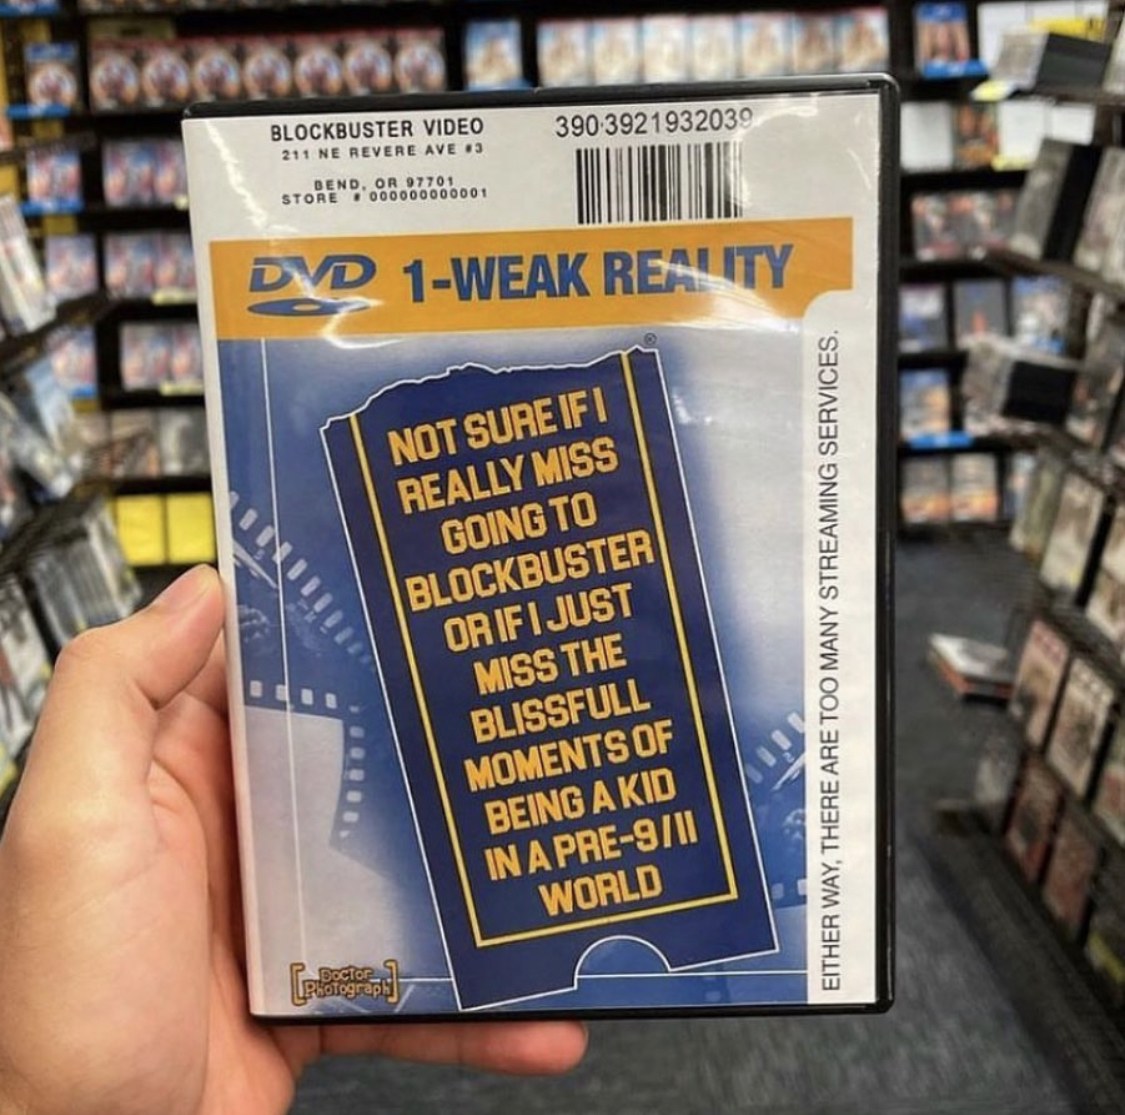 BLOCKBUSTER VIDEO
211 NE REVERE AVE #3
BEND, OR 97701
STORE # 000000000001
390 3921932039
DVD 1-WEAK REALITY
®
NOT SURE IF I
REALLY MISS
GOING TO
BLOCKBUSTER
OR IF I JUST
MISS THE
BLISSFULL
MOMENTS OF
BEING A KID
IN A PRE-9/11
WORLD
EITHER WAY, THERE ARE TOO MANY STREAMING SERVICES.
[DOCTOR
PHOTOGRAPH]